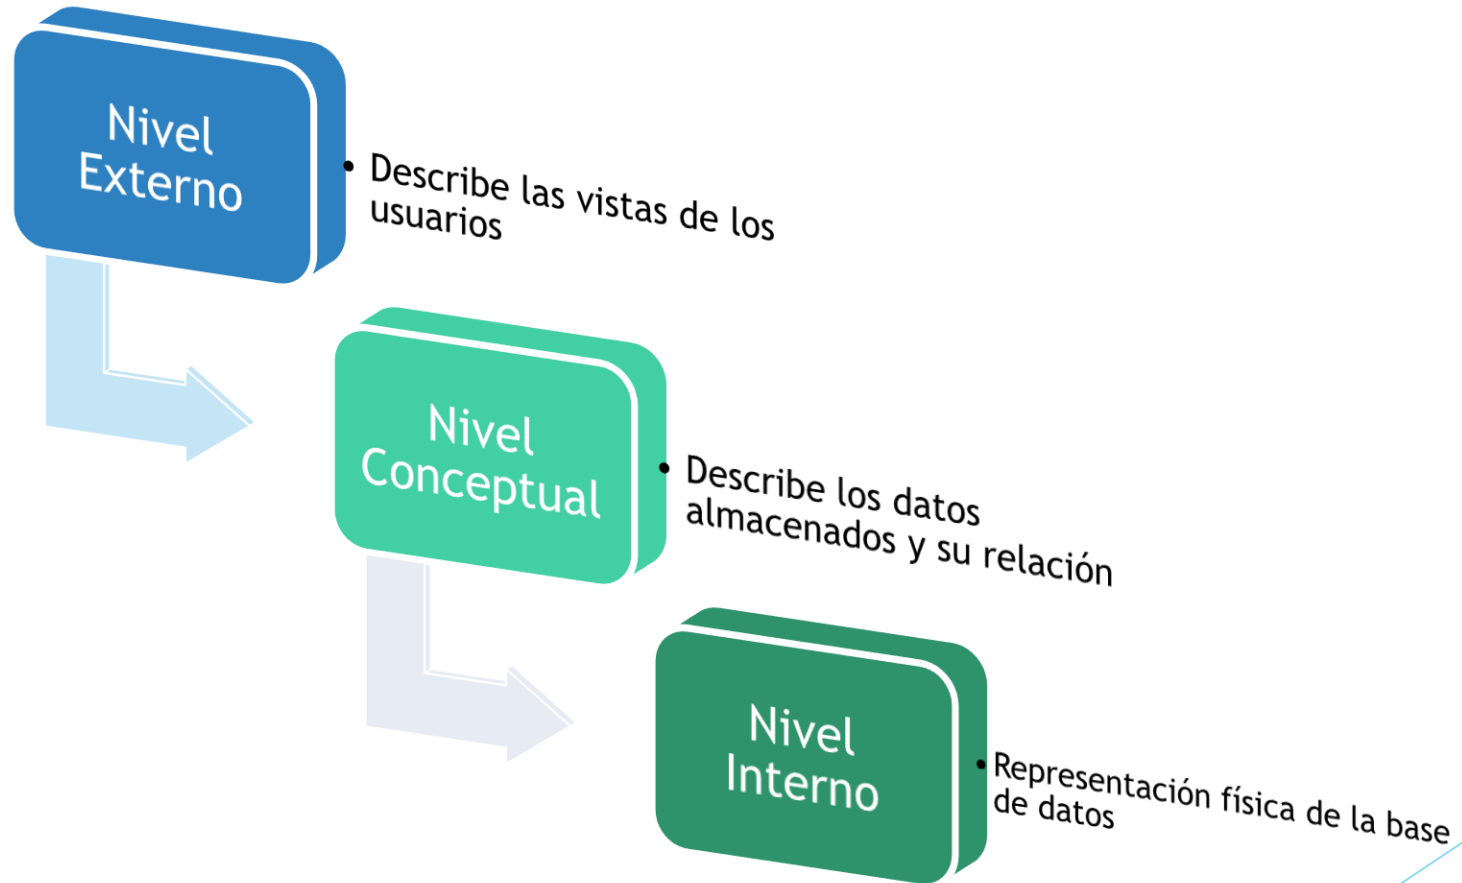 Nivel
Externo
• Describe las vistas de los
usuarios
Nivel
Conceptual
• Describe los datos
almacenados y su relación
Nivel
Interno
• Representación física de la base
de datos